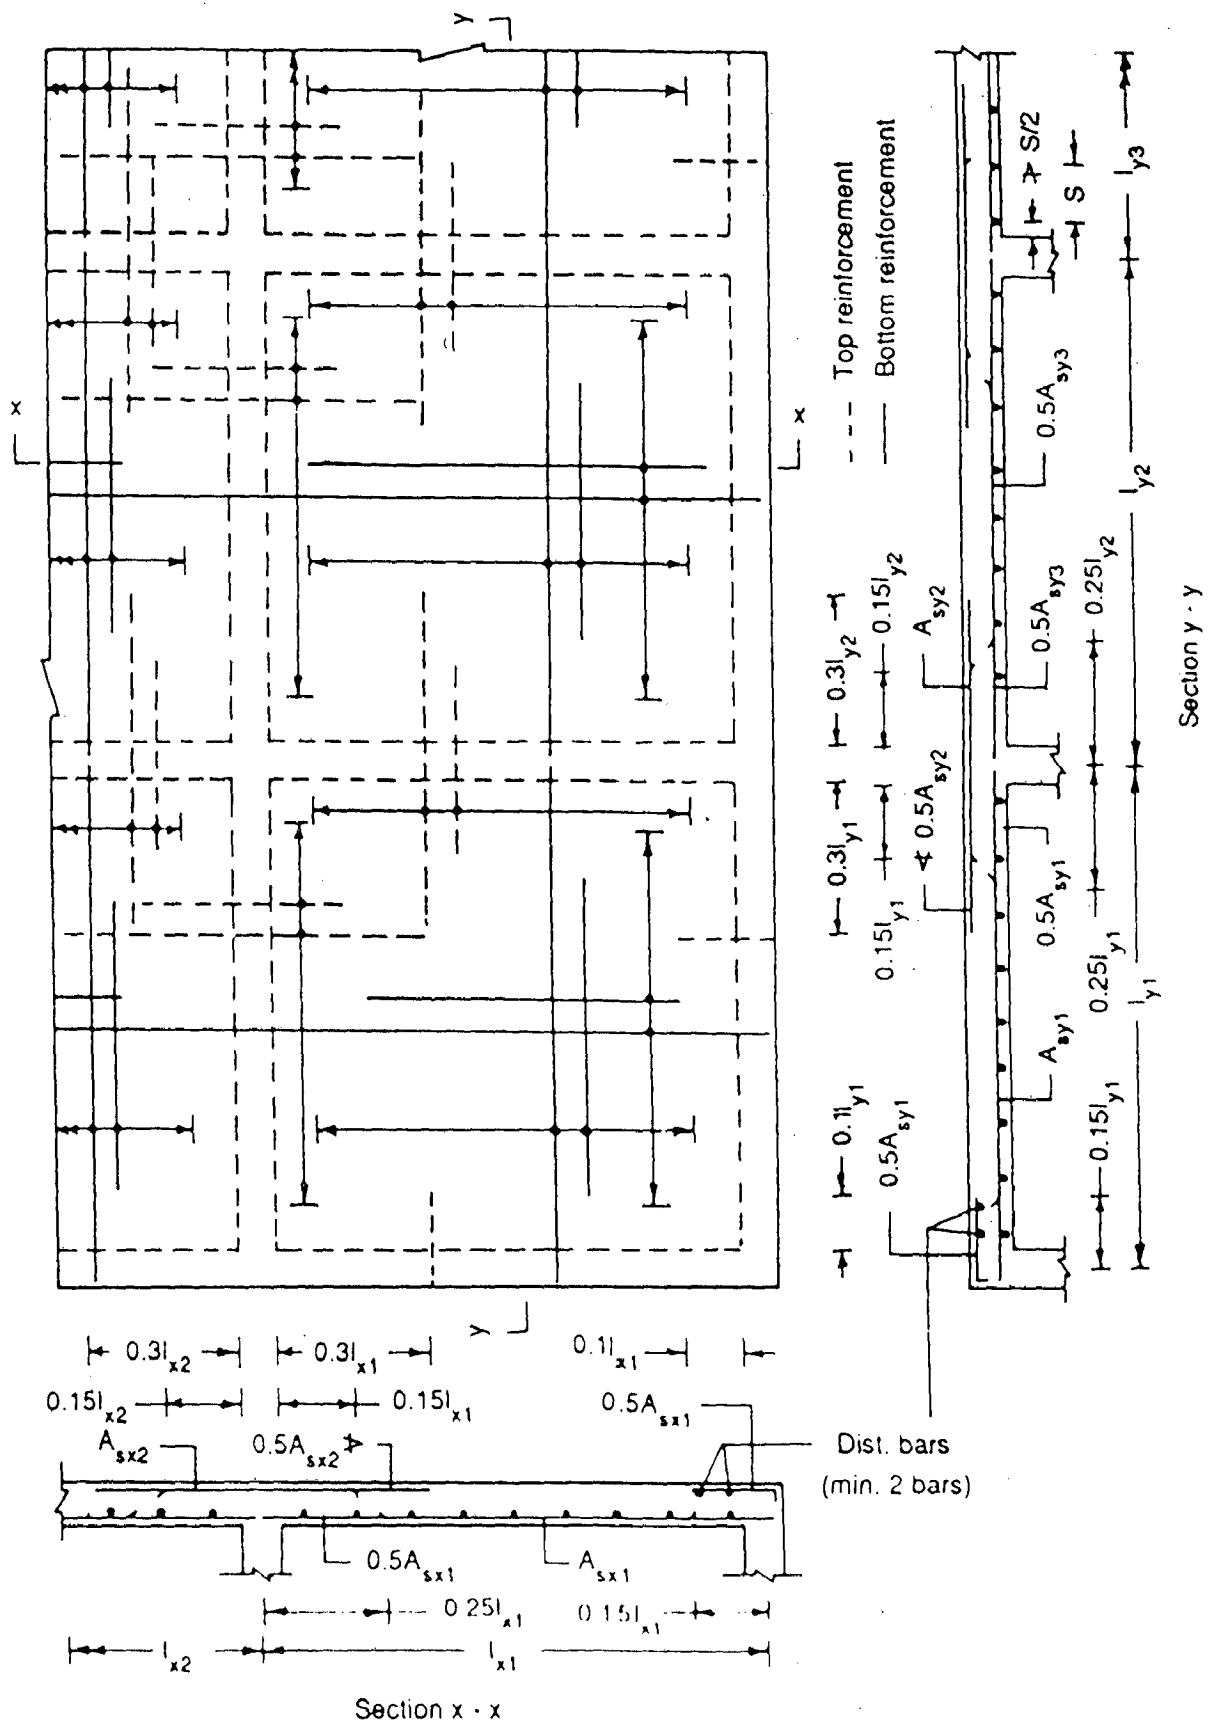 y
x
x
y
- - - Top reinforcement
—— Bottom reinforcement
0.3l_y1
0.3l_y2
0.1l_y1
0.15l_y1
0.15l_y2
0.5A_sy1
∢ 0.5A_sy2
A_sy2
A_sy1
0.5A_sy1
0.5A_sy3
0.5A_sy3
≯ S/2
S
0.15l_y1
0.25l_y1
0.25l_y2
l_y1
l_y2
l_y3
Section y - y
0.3l_x2
0.3l_x1
0.1l_x1
0.15l_x2
0.15l_x1
0.5A_sx1
A_sx2
0.5A_sx2
Dist. bars
(min. 2 bars)
0.5A_sx1
A_sx1
0.25l_x1
0.15l_x1
l_x2
l_x1
Section x - x